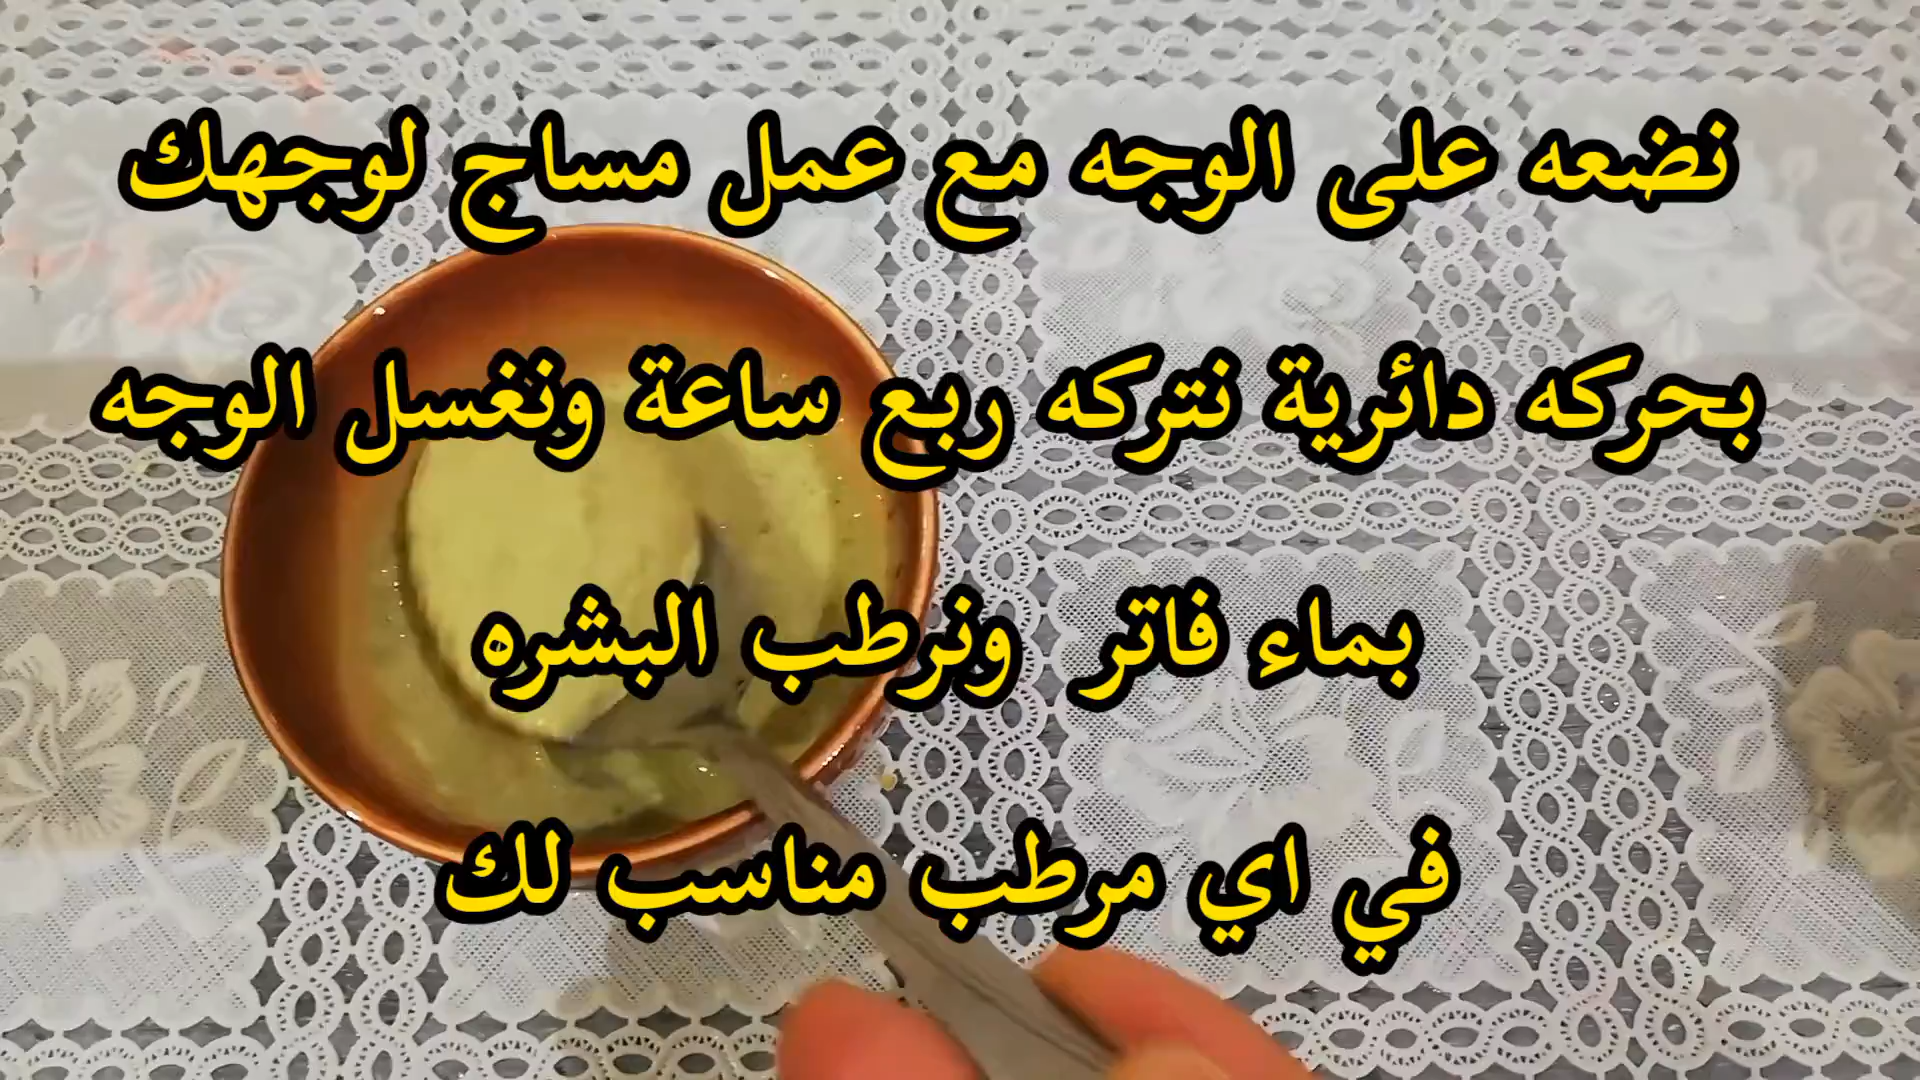 نضعه على الوجه مع عمل مساج لوجهك
بحركه دائرية نتركه ربع ساعة ونغسل الوجه
بماء فاتر ونرطب البشره
في اي مرطب مناسب لك